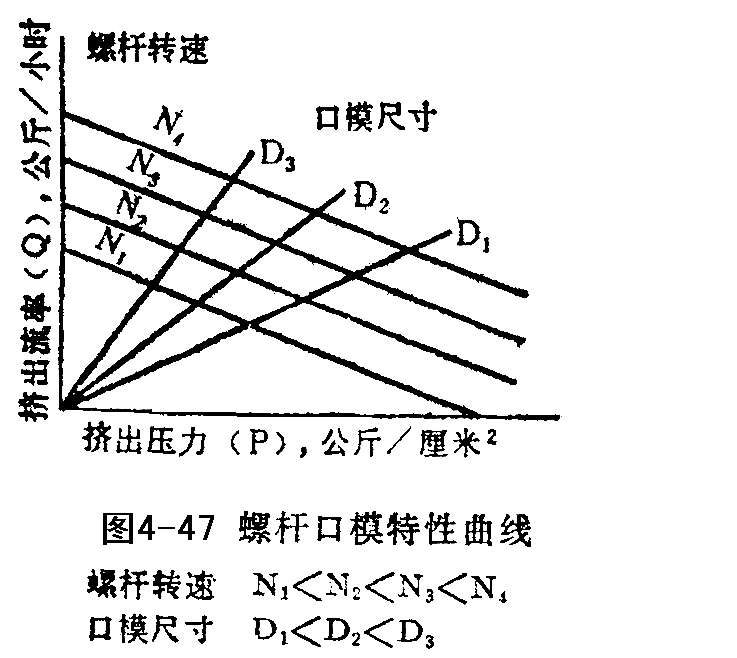 螺杆转速
口模尺寸
N₄
N₃
N₂
N₁
D₃
D₂
D₁
挤出流率(Q), 公斤/小时
挤出压力(P), 公斤/厘米²
图4-47 螺杆口模特性曲线
螺杆转速 N₁<N₂<N₃<N₄
口模尺寸 D₁<D₂<D₃